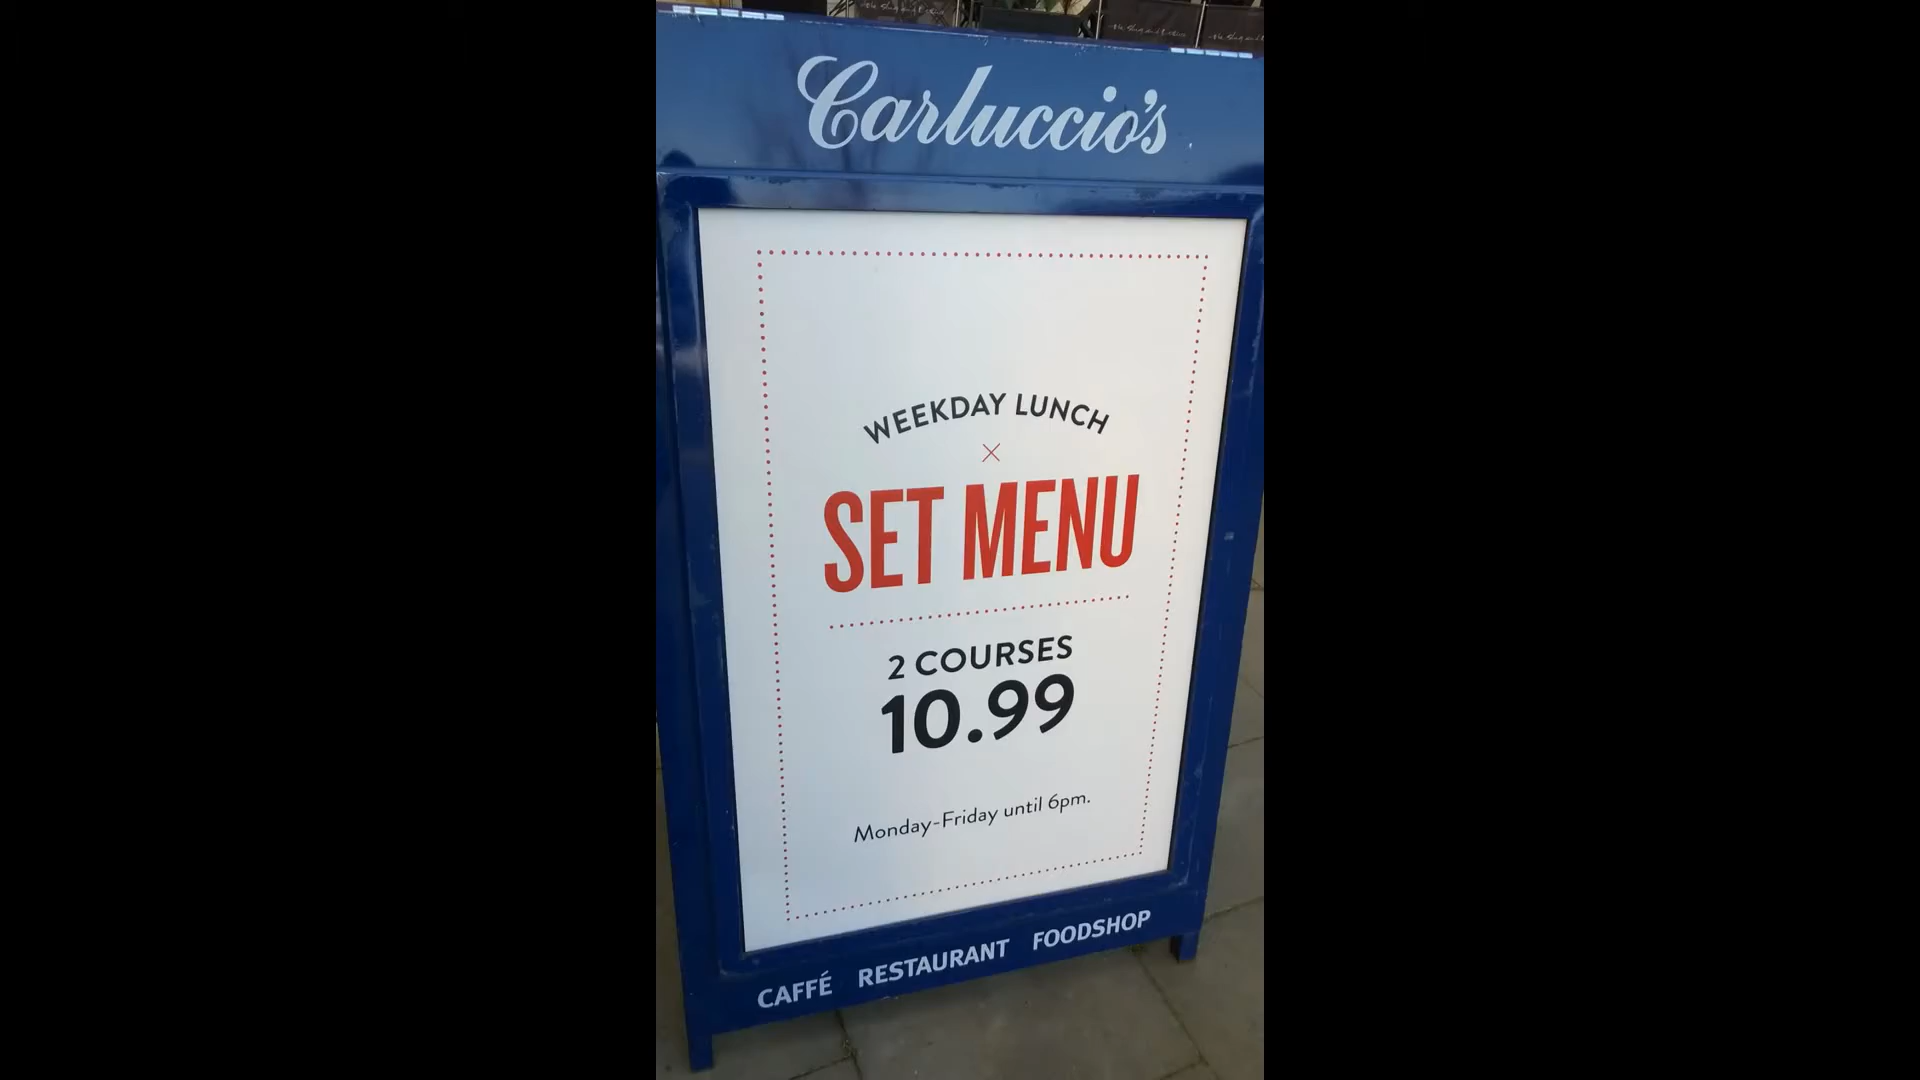 Carluccio's
WEEKDAY LUNCH
SET MENU
2 COURSES
10.99
Monday-Friday until 6pm.
CAFFÉ RESTAURANT FOODSHOP